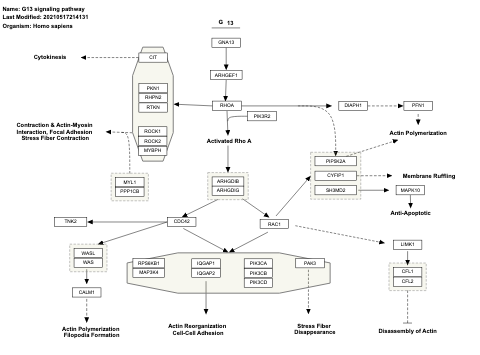 Name: G13 signaling pathway
Last Modified: 20210517214131
Organism: Homo sapiens
G 13
GNA13
Cytokinesis
CIT
ARHGEF1
PKN1
RHPN2
RTKN
RHOA
DIAPH1
PFN1
PIK3R2
Contraction & Actin-Myosin
Interaction, Focal Adhesion
Stress Fiber Contraction
ROCK1
ROCK2
MYBPH
Activated Rho A
Actin Polymerization
PIP5K2A
CYFIP1
Membrane Ruffling
SH3MD2
MAPK10
MYL1
PPP1CB
ARHGDIB
ARHGDIG
Anti-Apoptic
TNK2
CDC42
RAC1
LIMK1
WASL
WAS
RPS6KB1
MAP3K4
IQGAP1
IQGAP2
PIK3CA
PIK3CB
PIK3CD
PAK3
CFL1
CFL2
CALM1
Actin Polymerization
Filopodia Formation
Actin Reorganization
Cell-Cell Adhesion
Stress Fiber
Disappearance
Disassembly of Actin